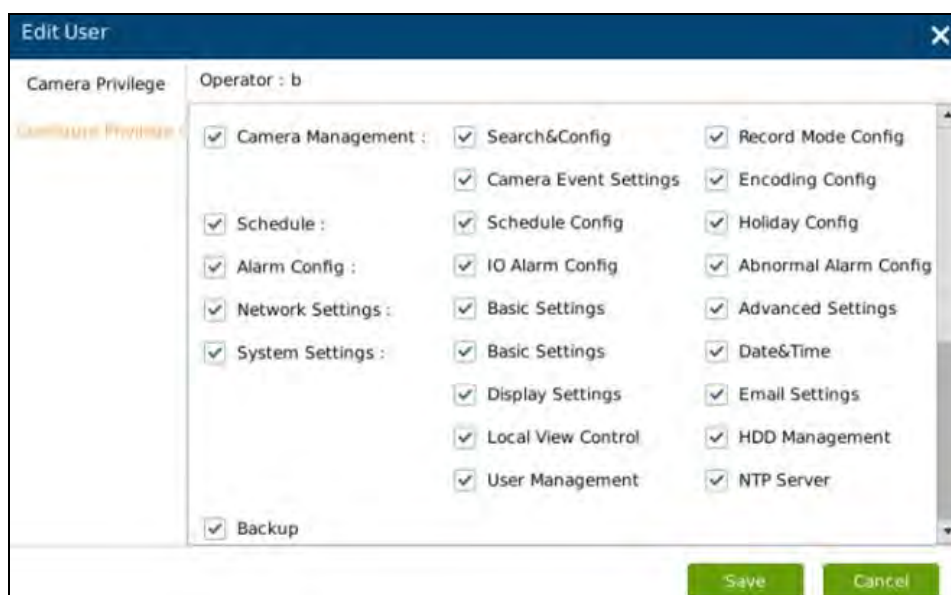 Edit User
Camera Privilege
Operator : b
Configure Privilege
Camera Management :
Search&Config
Record Mode Config
Camera Event Settings
Encoding Config
Schedule :
Schedule Config
Holiday Config
Alarm Config :
IO Alarm Config
Abnormal Alarm Config
Network Settings :
Basic Settings
Advanced Settings
System Settings :
Basic Settings
Date&Time
Display Settings
Email Settings
Local View Control
HDD Management
User Management
NTP Server
Backup
Save
Cancel